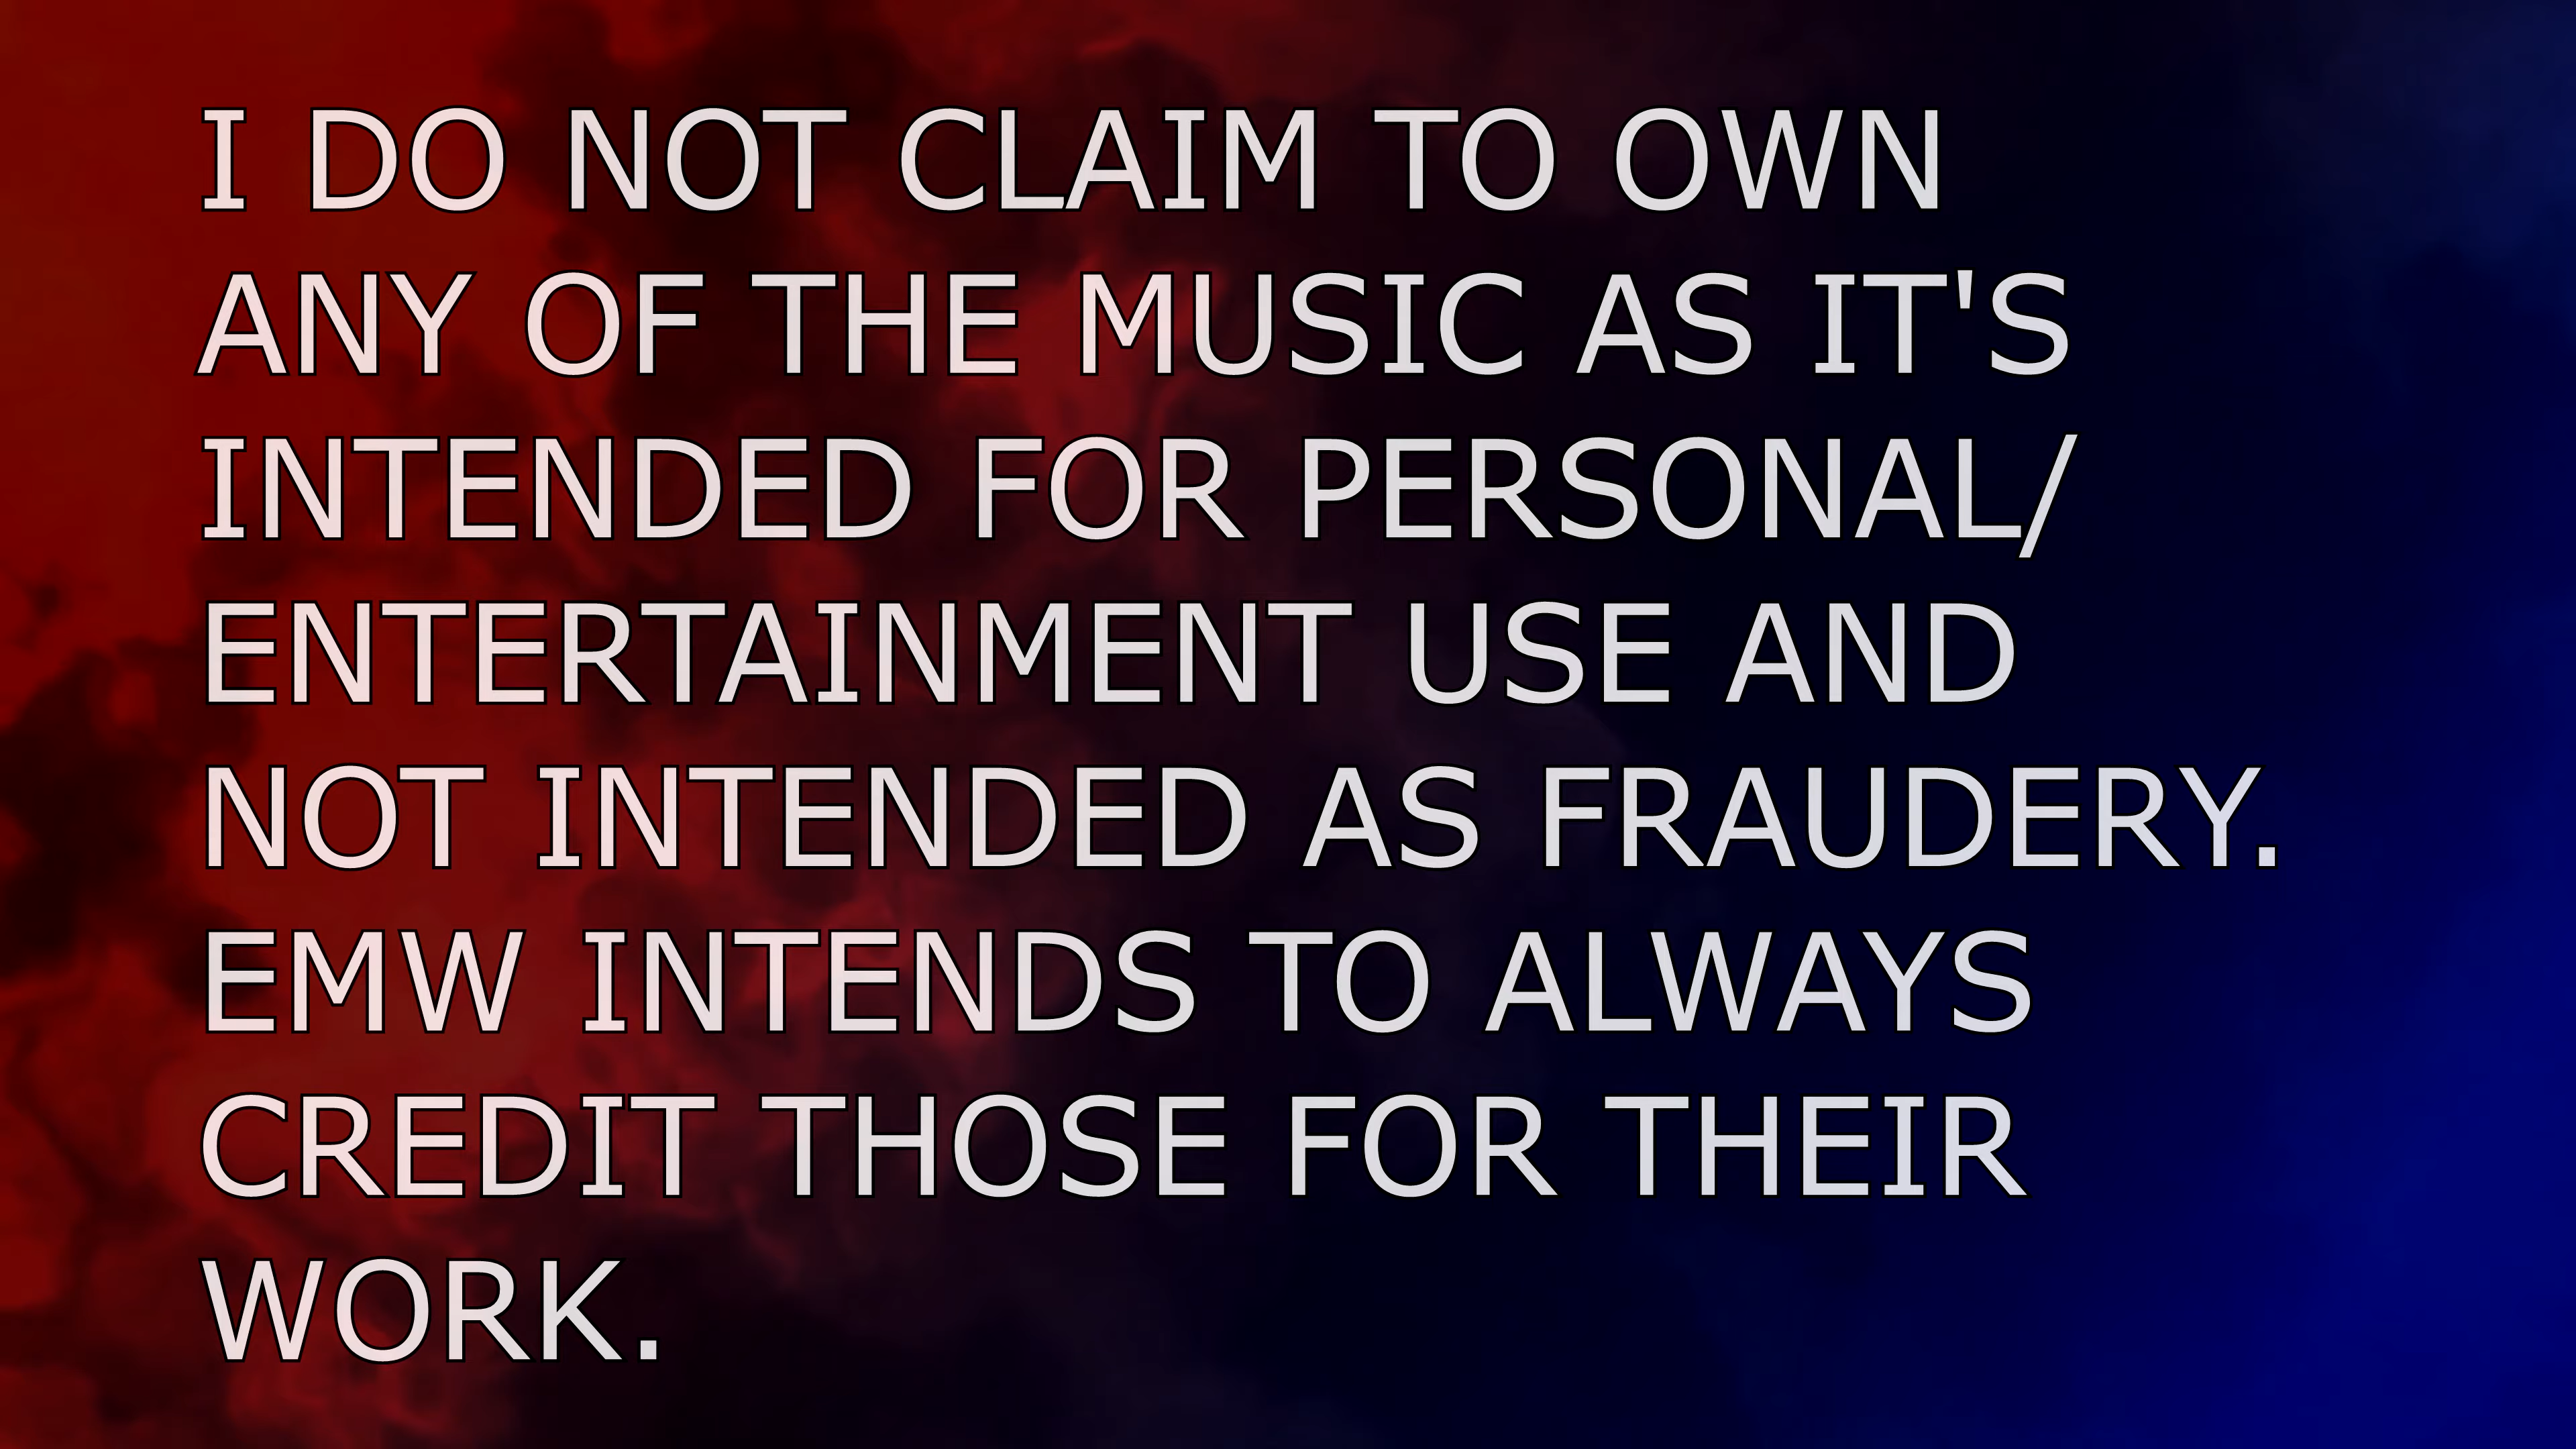 I DO NOT CLAIM TO OWN
ANY OF THE MUSIC AS IT'S
INTENDED FOR PERSONAL/
ENTERTAINMENT USE AND
NOT INTENDED AS FRAUDERY.
EMW INTENDS TO ALWAYS
CREDIT THOSE FOR THEIR
WORK.